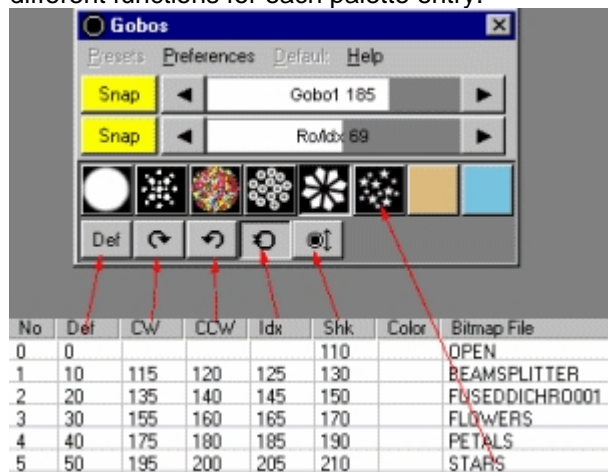 different functions for each palette entry.
Gobos
Presets Preferences Default Help
Snap Gobo1 185
Snap Ro/Idx 69
Def
No Def CW CCW Idx Shk Color Bitmap File
0 0 110 OPEN
1 10 115 120 125 130 BEAMSPLITTER
2 20 135 140 145 150 FUSEDDICHRO001
3 30 155 160 165 170 FLOWERS
4 40 175 180 185 190 PETALS
5 50 195 200 205 210 STARS